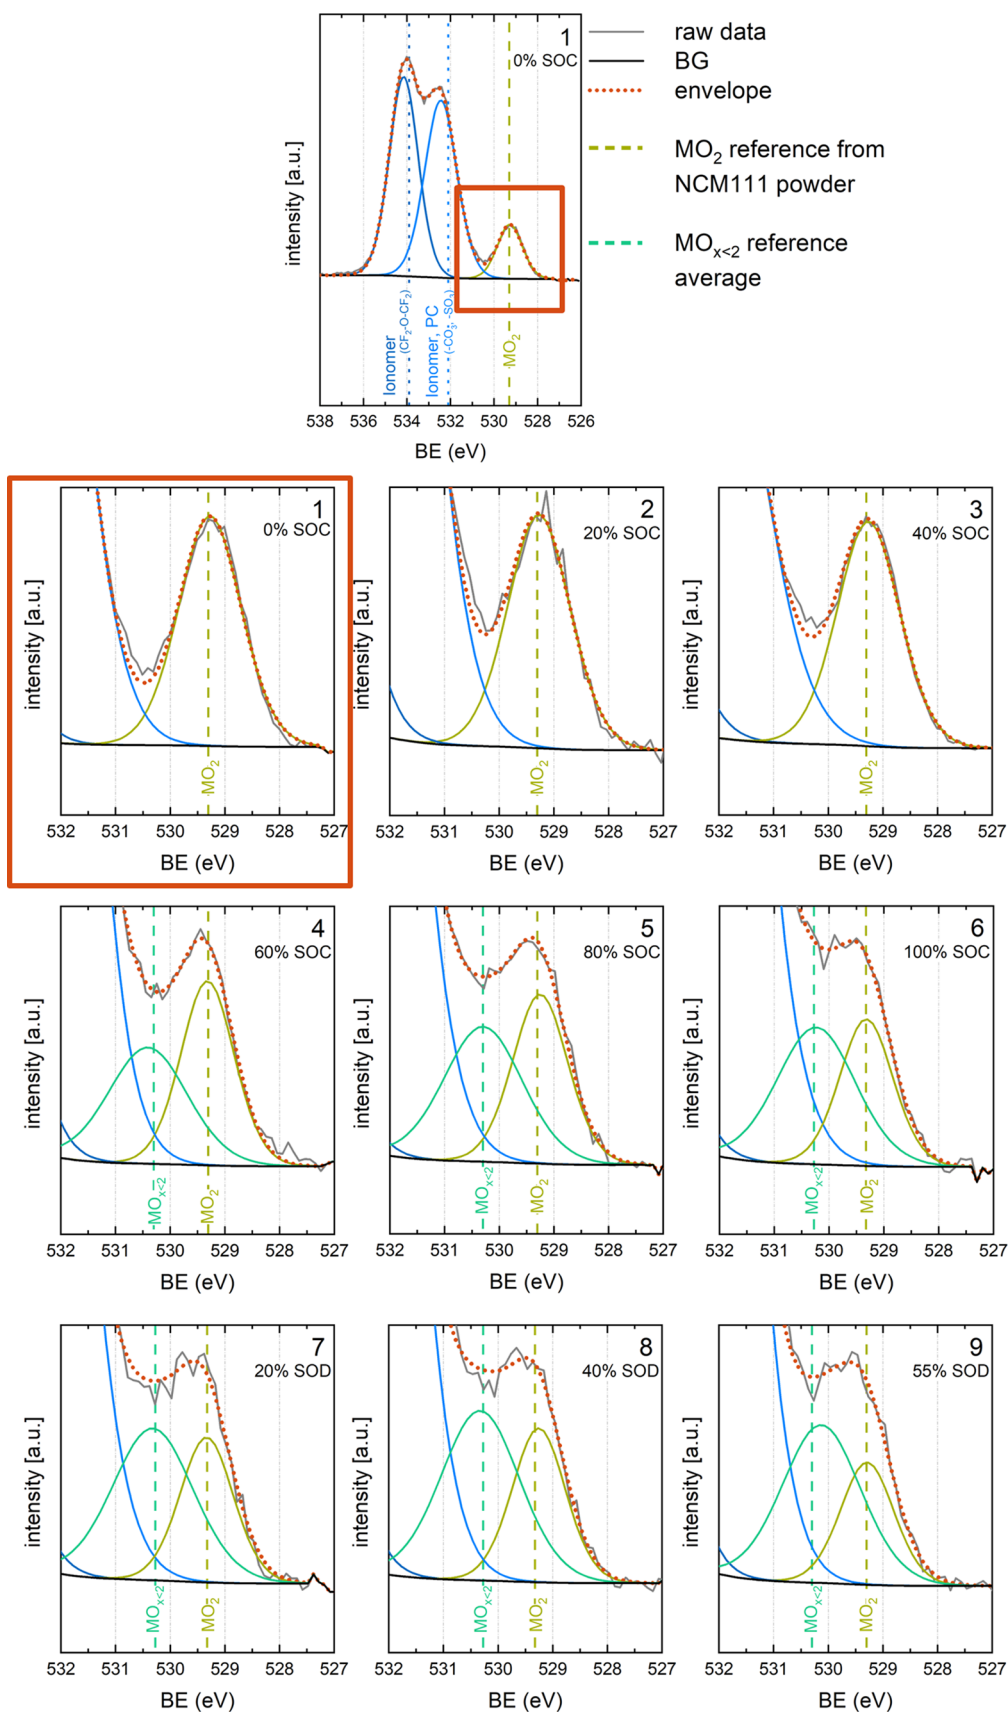 1
0% SOC
raw data
BG
envelope
MO₂ reference from
NCM111 powder
MOₓ<₂ reference
average
intensity [a.u.]
Ionomer
(CF₂-O-CF₂)
Ionomer, PC
MO₂
538 536 534 532 530 528 526
BE (eV)
1
0% SOC
intensity [a.u.]
MO₂
532 531 530 529 528 527
BE (eV)
2
20% SOC
intensity [a.u.]
MO₂
532 531 530 529 528 527
BE (eV)
3
40% SOC
intensity [a.u.]
MO₂
532 531 530 529 528 527
BE (eV)
4
60% SOC
intensity [a.u.]
MOₓ<₂
MO₂
532 531 530 529 528 527
BE (eV)
5
80% SOC
intensity [a.u.]
MOₓ<₂
MO₂
532 531 530 529 528 527
BE (eV)
6
100% SOC
intensity [a.u.]
MOₓ<₂
MO₂
532 531 530 529 528 527
BE (eV)
7
20% SOD
intensity [a.u.]
MOₓ<₂
MO₂
532 531 530 529 528 527
BE (eV)
8
40% SOD
intensity [a.u.]
MOₓ<₂
MO₂
532 531 530 529 528 527
BE (eV)
9
55% SOD
intensity [a.u.]
MOₓ<₂
MO₂
532 531 530 529 528 527
BE (eV)